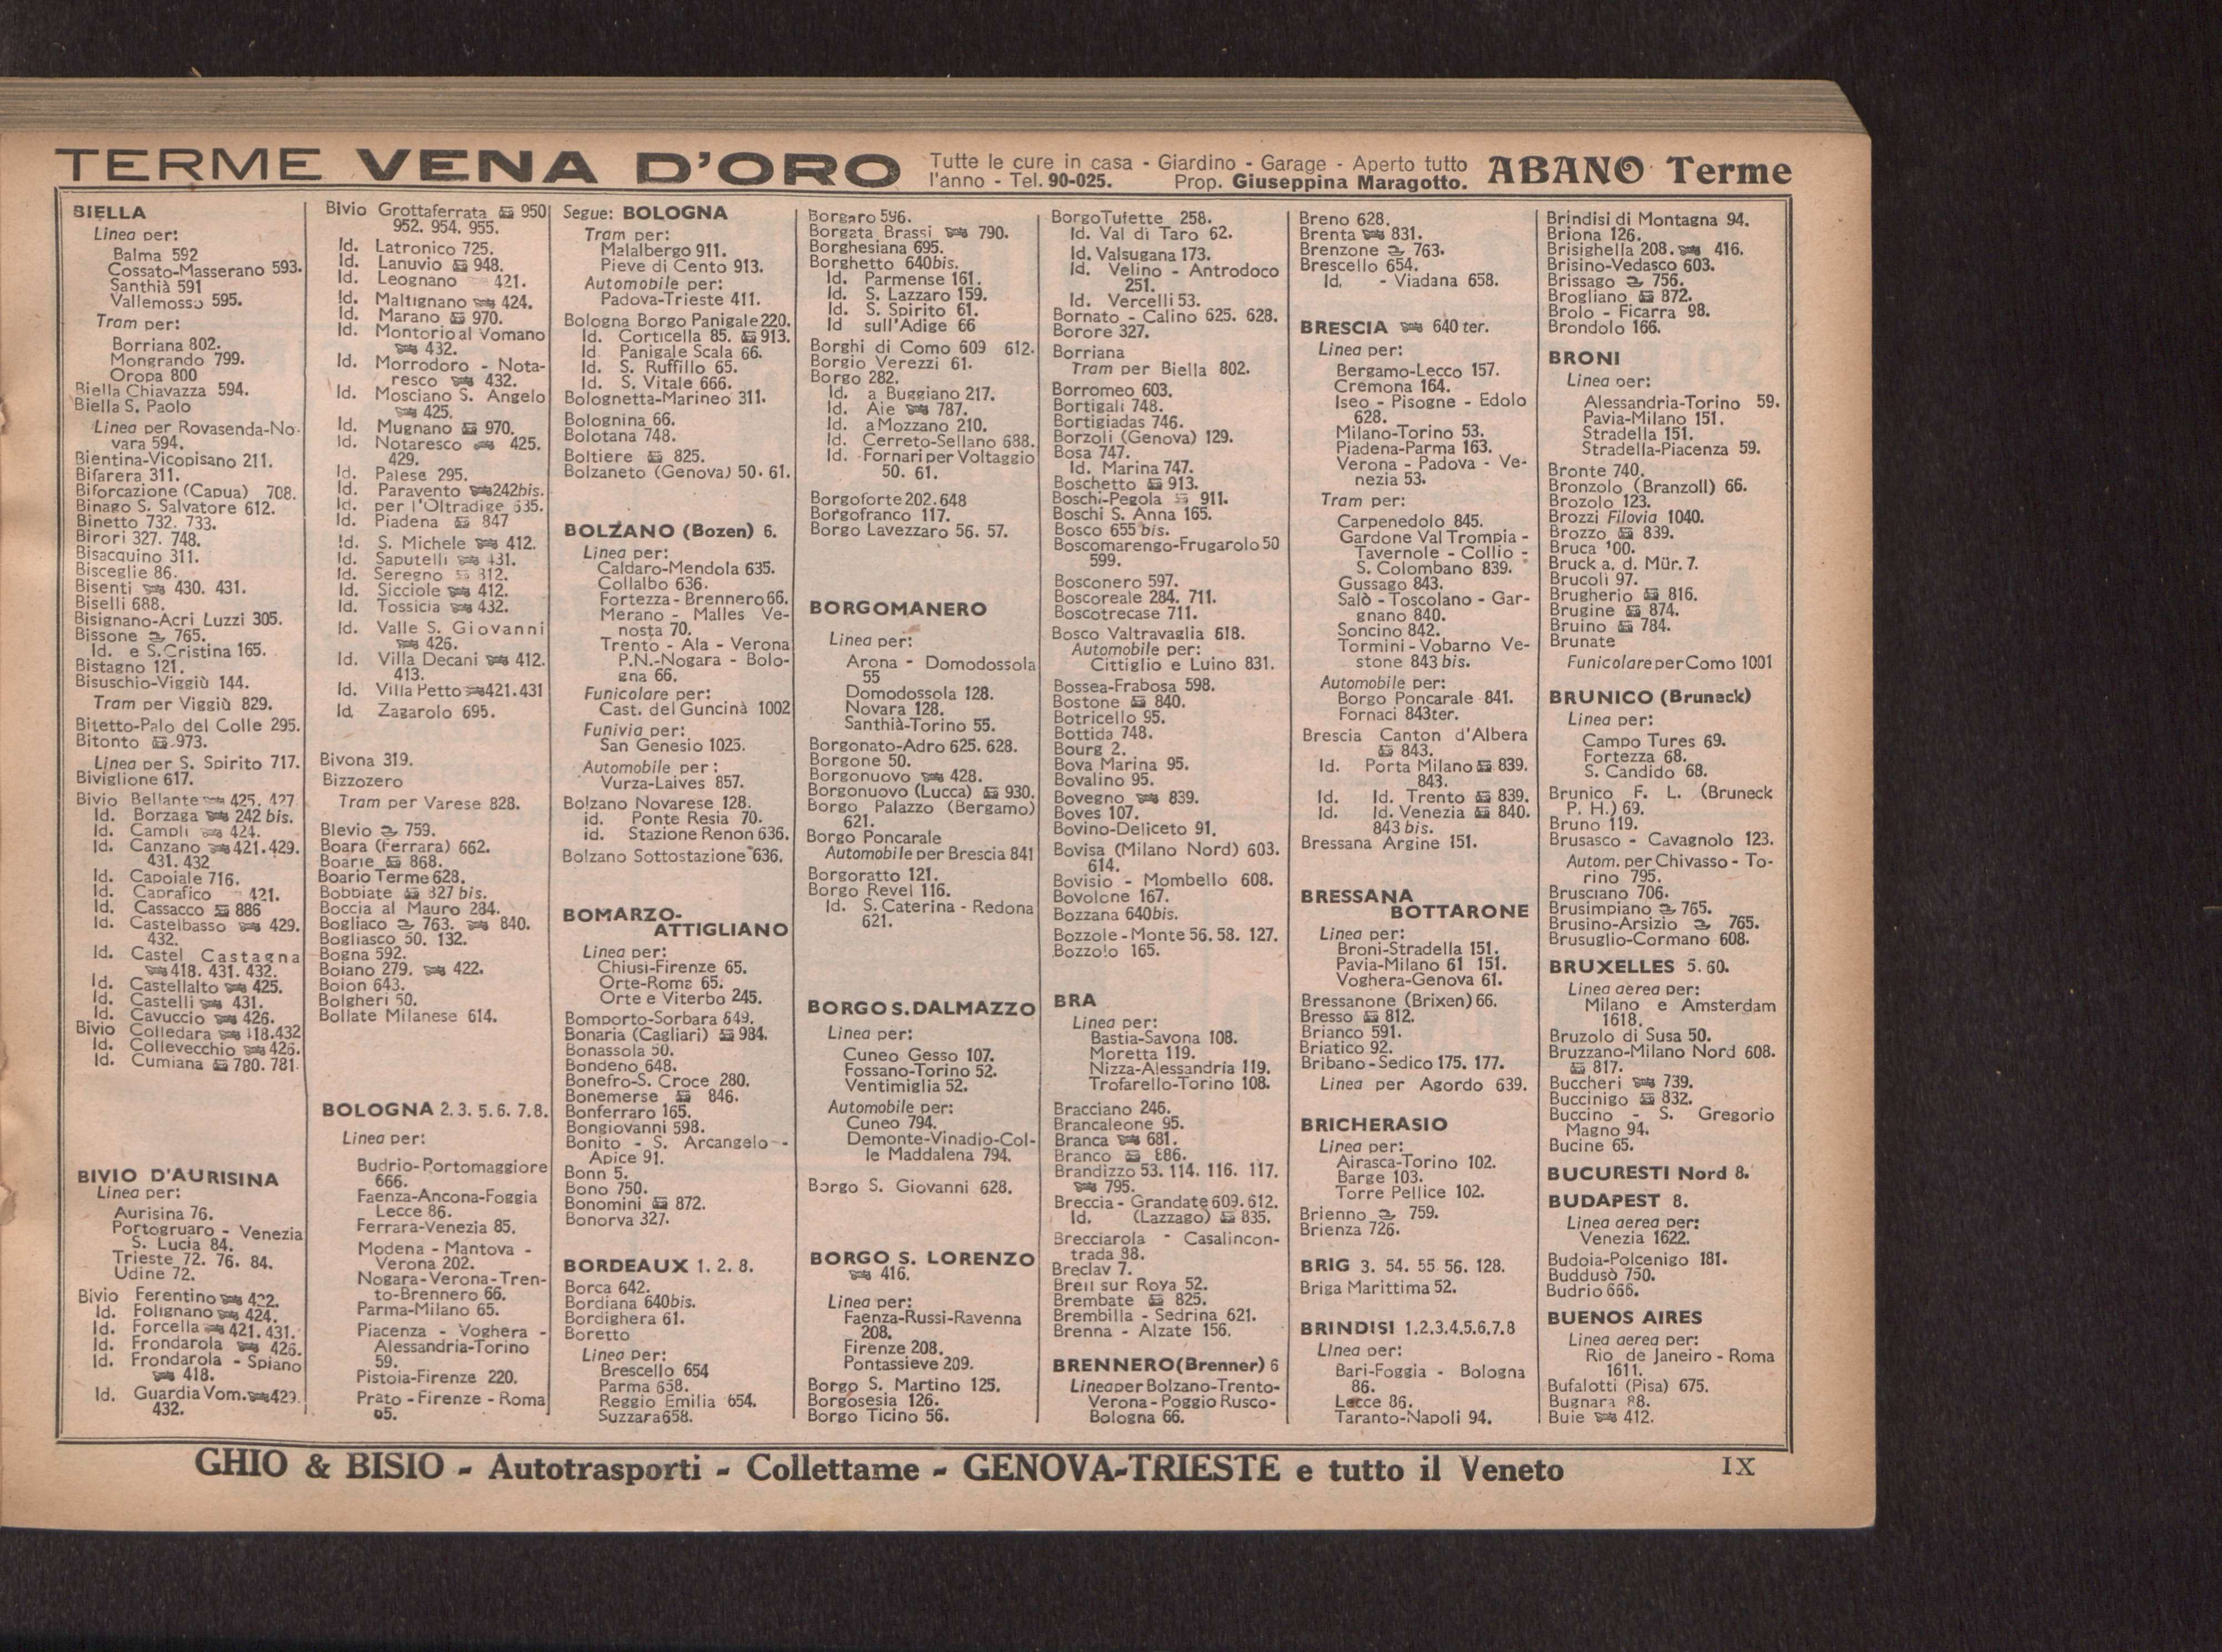 TERME VENA D'ORO
Tutte le cure in casa - Giardino - Garage - Aperto tutto
l'anno - Tel. 90-025. Prop. Giuseppina Maragotto.
ABANO Terme
BIELLA
Linea per:
Balma 592
Cossato-Masserano 593.
Santhià 591
Vallemosso 595.
Tram per:
Borriana 802.
Mongrando 799.
Oropa 800
Biella Chiavazza 594.
Biella S. Paolo
Linea per Rovasenda-No-
vara 594.
Bientina-Vicopisano 211.
Bifarera 311.
Biforcazione (Capua) 708.
Binago S. Salvatore 612.
Binetto 732. 733.
Birori 327. 748.
Bisacquino 311.
Bisceglie 86.
Bisenti 430. 431.
Biselli 688.
Bisignano-Acri Luzzi 305.
Bissone 765.
Id. e S.Cristina 165.
Bistagno 121.
Bisuschio-Viggiù 144.
Tram per Viggiù 829.
Bitetto-Palo del Colle 295.
Bitonto 973.
Linea per S. Spirito 717.
Biviglione 617.
Bivio Bellante 425. 427.
Id. Borzaga 242 bis.
Id. Campli 424.
Id. Canzano 421. 429.
431. 432
Id. Capoiale 716.
Id. Caprafico 421.
Id. Cassacco 886
Id. Castelbasso 429.
432.
Id. Castel Castagna
418. 431. 432.
Id. Castellalto 425.
Id. Castelli 431.
Id. Cavuccio 426.
Bivio Colledara 418.432
Id. Collevecchio 426.
Id. Cumiana 780. 781.
BIVIO D'AURISINA
Linea per:
Aurisina 76.
Portogruaro - Venezia
S. Lucia 84.
Trieste 72. 76. 84.
Udine 72.
Bivio Ferentino 422.
Id. Folignano 424.
Id. Forcella 421. 431.
Id. Frondarola 426.
Id. Frondarola - Spiano
418.
Id. Guardia Vom. 429.
432.
Bivio Grottaferrata 950
952. 954. 955.
Id. Latronico 725.
Id. Lanuvio 948.
Id. Leognano 421.
Id. Maltignano 424.
Id. Marano 970.
Id. Montorio al Vomano
432.
Id. Morrodoro - Nota-
resco 432.
Id. Mosciano S. Angelo
425.
Id. Mugnano 970.
Id. Notaresco 425.
429.
Id. Palese 295.
Id. Paravento 242bis.
Id. per l'Oltradige 635.
Id. Piadena 847
Id. S. Michele 412.
Id. Saputelli 431.
Id. Seregno 812.
Id. Sicciole 412.
Id. Tossicia 432.
Id. Valle S. Giovanni
426.
Id. Villa Decani 412.
413.
Id. Villa Petto 421.431
Id. Zagarolo 695.
Bivona 319.
Bizzozero
Tram per Varese 828.
Blevio 759.
Boara (Ferrara) 662.
Boarie 868.
Boario Terme 628.
Bobbiate 827 bis.
Boccia al Mauro 284.
Bogliaco 763. 840.
Bogliasco 50. 132.
Bogna 592.
Boiano 279. 422.
Boion 643.
Bolgheri 50.
Bollate Milanese 614.
BOLOGNA 2. 3. 5. 6. 7. 8.
Linea per:
Budrio-Portomaggiore
666.
Faenza-Ancona-Foggia
Lecce 86.
Ferrara-Venezia 85.
Modena - Mantova -
Verona 202.
Nogara-Verona-Tren-
to-Brennero 66.
Parma-Milano 65.
Piacenza - Voghera -
Alessandria-Torino
59.
Pistoia-Firenze 220.
Prato - Firenze - Roma
65.
Segue: BOLOGNA
Tram per:
Malalbergo 911.
Pieve di Cento 913.
Automobile per:
Padova-Trieste 411.
Bologna Borgo Panigale 220.
Id. Corticella 85. 913.
Id. Panigale Scala 66.
Id. S. Ruffillo 65.
Id. S. Vitale 666.
Bolognetta-Marineo 311.
Bolognina 66.
Bolotana 748.
Boltiere 825.
Bolzaneto (Genova) 50. 61.
BOLZANO (Bozen) 6.
Linea per:
Caldaro-Mendola 635.
Collalbo 636.
Fortezza-Brennero 66.
Merano - Malles Ve-
nosta 70.
Trento - Ala - Verona
P.N.-Nogara - Bolo-
gna 66.
Funicolare per:
Cast. del Guncinà 1002
Funivia per:
San Genesio 1025.
Automobile per:
Vurza-Laives 857.
Bolzano Novarese 128.
id. Ponte Resia 70.
id. Stazione Renon 636.
Bolzano Sottostazione 636.
BOMARZO-
ATTIGLIANO
Linea per:
Chiusi-Firenze 65.
Orte-Roma 65.
Orte e Viterbo 245.
Bomporto-Sorbara 649.
Bonaria (Cagliari) 984.
Bonassola 50.
Bondeno 648.
Bonefro-S. Croce 280.
Bonemerse 846.
Bonferraro 165.
Bongiovanni 598.
Bonito - S. Arcangelo -
Apice 91.
Bonn 5.
Bono 750.
Bonomini 872.
Bonorva 327.
BORDEAUX 1. 2. 8.
Borca 642.
Bordiana 640bis.
Bordighera 61.
Boretto
Linea per:
Brescello 654
Parma 658.
Reggio Emilia 654.
Suzzara 658.
Borgaro 596.
Borgata Brassi 790.
Borghesiana 695.
Borghetto 640bis.
Id. Parmense 161.
Id. S. Lazzaro 159.
Id. S. Spirito 61.
Id sull'Adige 66
Borghi di Como 609 612.
Borgio Verezzi 61.
Borgo 282.
Id. a Buggiano 217.
Id. Aie 787.
Id. a Mozzano 210.
Id. Cerreto-Sellano 688.
Id. Fornari per Voltaggio
50. 61.
Borgoforte 202. 648
Borgofranco 117.
Borgo Lavezzaro 56. 57.
BORGOMANERO
Linea per:
Arona - Domodossola
55
Domodossola 128.
Novara 128.
Santhià-Torino 55.
Borgonato-Adro 625. 628.
Borgone 50.
Borgonuovo 428.
Borgonuovo (Lucca) 930.
Borgo Palazzo (Bergamo)
621.
Borgo Poncarale
Automobile per Brescia 841
Borgoratto 121.
Borgo Revel 116.
Id. S. Caterina - Redona
621.
BORGO S. DALMAZZO
Linea per:
Cuneo Gesso 107.
Fossano-Torino 52.
Ventimiglia 52.
Automobile per:
Cuneo 794.
Demonte-Vinadio-Col-
le Maddalena 794.
Borgo S. Giovanni 628.
BORGO S. LORENZO
416.
Linea per:
Faenza-Russi-Ravenna
208.
Firenze 208.
Pontassieve 209.
Borgo S. Martino 125.
Borgosesia 126.
Borgo Ticino 56.
Borgo Tufette 258.
Id. Val di Taro 62.
Id. Valsugana 173.
Id. Velino - Antrodoco
251.
Id. Vercelli 53.
Bornato - Calino 625. 628.
Borore 327.
Borriana
Tram per Biella 802.
Borromeo 603.
Bortigali 748.
Bortigiadas 746.
Borzoli (Genova) 129.
Bosa 747.
Id. Marina 747.
Boschetto 913.
Boschi-Pegola 911.
Boschi S. Anna 165.
Bosco 655 bis.
Boscomarengo-Frugarolo 50
599.
Bosconero 597.
Boscoreale 284. 711.
Boscotrecase 711.
Bosco Valtravaglia 618.
Automobile per:
Cittiglio e Luino 831.
Bossea-Frabosa 598.
Bostone 840.
Botricello 95.
Bottida 748.
Bourg 2.
Bova Marina 95.
Bovalino 95.
Bovegno 839.
Boves 107.
Bovino-Deliceto 91.
Bovisa (Milano Nord) 603.
614.
Bovisio - Mombello 608.
Bovolone 167.
Bozzana 640bis.
Bozzole - Monte 56. 58. 127.
Bozzolo 165.
BRA
Linea per:
Bastia-Savona 108.
Moretta 119.
Nizza-Alessandria 119.
Trofarello-Torino 108.
Bracciano 246.
Brancaleone 95.
Branca 681.
Branco 886.
Brandizzo 53. 114. 116. 117.
795.
Breccia - Grandate 609. 612.
Id. (Lazzago) 835.
Brecciarola - Casalincon-
trada 88.
Breclav 7.
Breil sur Roya 52.
Brembate 825.
Brembilla - Sedrina 621.
Brenna - Alzate 156.
BRENNERO (Brenner) 6
Linea per Bolzano-Trento-
Verona - Poggio Rusco-
Bologna 66.
Breno 628.
Brenta 831.
Brenzone 763.
Brescello 654.
Id. - Viadana 658.
BRESCIA 640 ter.
Linea per:
Bergamo-Lecco 157.
Cremona 164.
Iseo - Pisogne - Edolo
628.
Milano-Torino 53.
Piadena-Parma 163.
Verona - Padova - Ve-
nezia 53.
Tram per:
Carpenedolo 845.
Gardone Val Trompia -
Tavernole - Collio -
S. Colombano 839.
Gussago 843.
Salò - Toscolano - Gar-
gnano 840.
Soncino 842.
Tormini - Vobarno Ve-
stone 843 bis.
Automobile per:
Borgo Poncarale 841.
Fornaci 843ter.
Brescia Canton d'Albera
843.
Id. Porta Milano 839.
843.
Id. Id. Trento 839.
Id. Id. Venezia 840.
843 bis.
Bressana Argine 151.
BRESSANA
BOTTARONE
Linea per:
Broni-Stradella 151.
Pavia-Milano 61 151.
Voghera-Genova 61.
Bressanone (Brixen) 66.
Bresso 812.
Brianco 591.
Briatico 92.
Bribano - Sedico 175. 177.
Linea per Agordo 639.
BRICHERASIO
Linea per:
Airasca-Torino 102.
Barge 103.
Torre Pellice 102.
Brienno 759.
Brienza 726.
BRIG 3. 54. 55 56. 128.
Briga Marittima 52.
BRINDISI 1.2.3.4.5.6.7.8
Linea per:
Bari-Foggia - Bologna
86.
Lecce 86.
Taranto-Napoli 94.
Brindisi di Montagna 94.
Briona 126.
Brisighella 208. 416.
Brisino-Vedasco 603.
Brissago 756.
Brogliano 872.
Brolo - Ficarra 98.
Brondolo 166.
BRONI
Linea per:
Alessandria-Torino 59.
Pavia-Milano 151.
Stradella 151.
Stradella-Piacenza 59.
Bronte 740.
Bronzolo (Branzoll) 66.
Brozolo 123.
Brozzi Filovia 1040.
Brozzo 839.
Bruca 100.
Bruck a. d. Mür. 7.
Brucoli 97.
Brugherio 816.
Brugine 874.
Bruino 784.
Brunate
Funicolare per Como 1001
BRUNICO (Bruneck)
Linea per:
Campo Tures 69.
Fortezza 68.
S. Candido 68.
Brunico F. L. (Bruneck
P. H.) 69.
Bruno 119.
Brusasco - Cavagnolo 123.
Autom. per Chivasso - To-
rino 795.
Brusciano 706.
Brusimpiano 765.
Brusino-Arsizio 765.
Brusuglio-Cormano 608.
BRUXELLES 5. 60.
Linea aerea per:
Milano e Amsterdam
1618.
Bruzolo di Susa 50.
Bruzzano-Milano Nord 608.
817.
Buccheri 739.
Buccinigo 832.
Buccino - S. Gregorio
Magno 94.
Bucine 65.
BUCURESTI Nord 8.
BUDAPEST 8.
Linea aerea per:
Venezia 1622.
Budoia-Polcenigo 181.
Buddusò 750.
Budrio 666.
BUENOS AIRES
Linea aerea per:
Rio de Janeiro - Roma
1611.
Bufalotti (Pisa) 675.
Bugnara 88.
Buie 412.
GHIO & BISIO - Autotrasporti - Collettame - GENOVA-TRIESTE e tutto il Veneto
IX